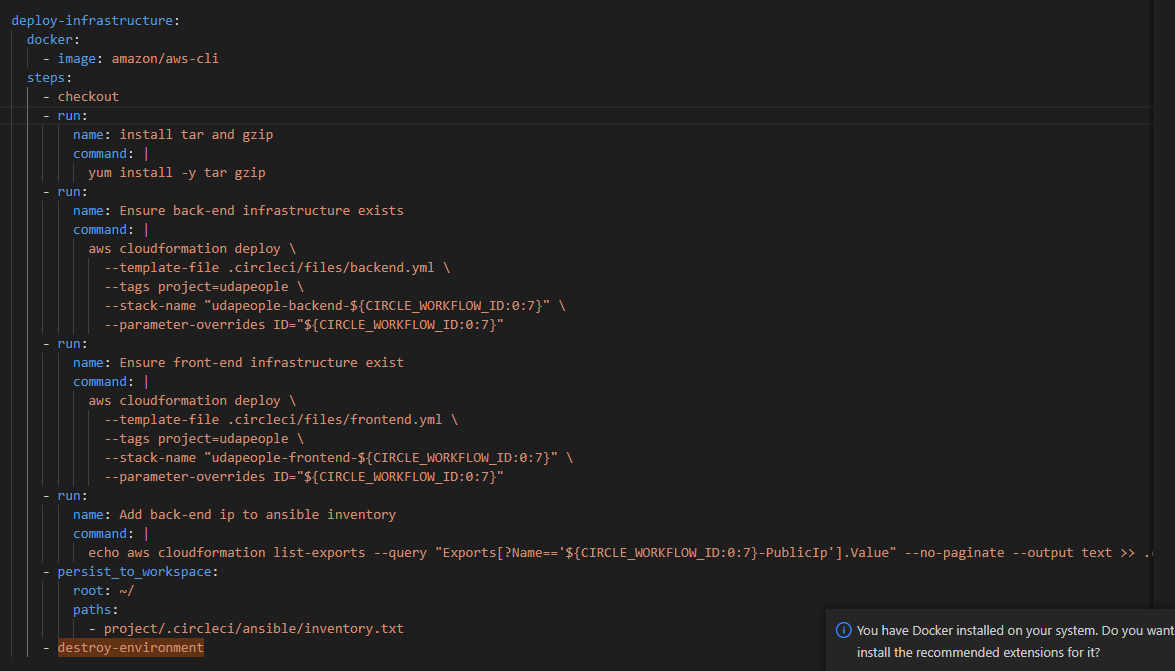 deploy-infrastructure:
docker:
- image: amazon/aws-cli
steps:
- checkout
- run:
name: install tar and gzip
command: |
yum install -y tar gzip
- run:
name: Ensure back-end infrastructure exists
command: |
aws cloudformation deploy \
--template-file .circleci/files/backend.yml \
--tags project=udapeople \
--stack-name "udapeople-backend-${CIRCLE_WORKFLOW_ID:0:7}" \
--parameter-overrides ID="${CIRCLE_WORKFLOW_ID:0:7}"
- run:
name: Ensure front-end infrastructure exist
command: |
aws cloudformation deploy \
--template-file .circleci/files/frontend.yml \
--tags project=udapeople \
--stack-name "udapeople-frontend-${CIRCLE_WORKFLOW_ID:0:7}" \
--parameter-overrides ID="${CIRCLE_WORKFLOW_ID:0:7}"
- run:
name: Add back-end ip to ansible inventory
command: |
echo aws cloudformation list-exports --query "Exports[?Name=='${CIRCLE_WORKFLOW_ID:0:7}-PublicIp'].Value" --no-paginate --output text >> .
- persist_to_workspace:
root: ~/
paths:
- project/.circleci/ansible/inventory.txt
- destroy-environment
You have Docker installed on your system. Do you want
install the recommended extensions for it?